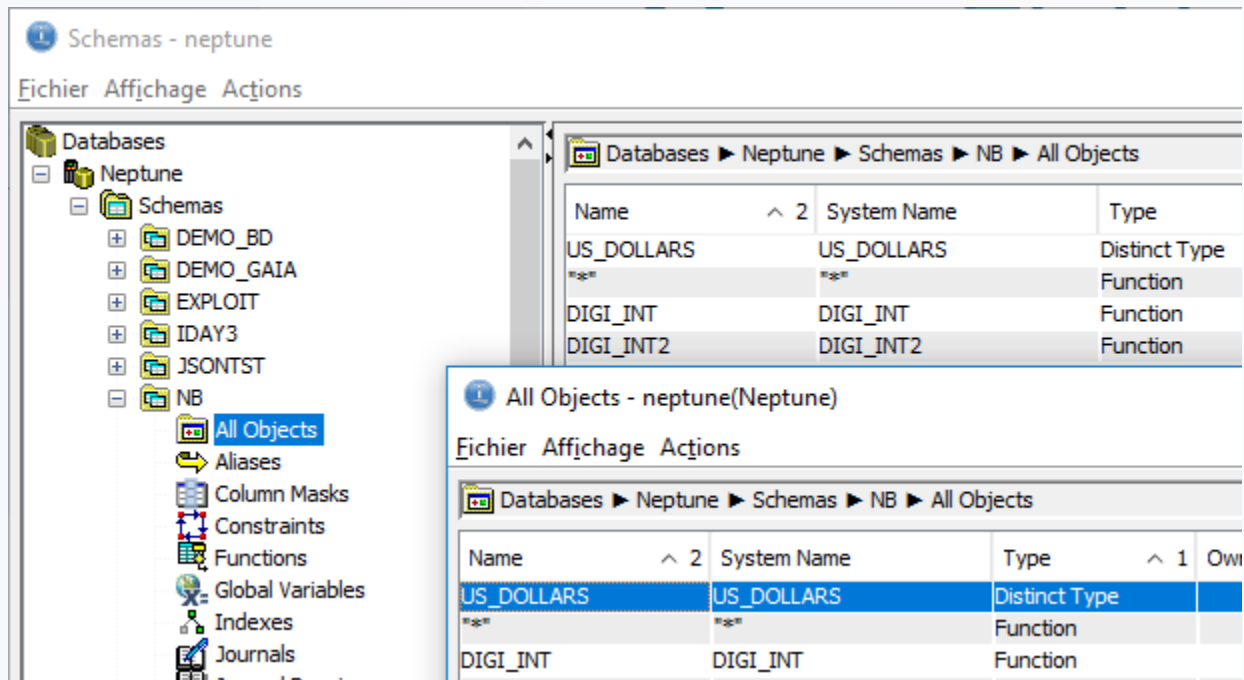 Schemas - neptune
Fichier Affichage Actions
Databases
Neptune
Schemas
DEMO_BD
DEMO_GAIA
EXPLOIT
IDAY3
JSONTST
NB
All Objects
Aliases
Column Masks
Constraints
Functions
Global Variables
Indexes
Journals
Databases ▶ Neptune ▶ Schemas ▶ NB ▶ All Objects
Name 2 System Name Type
US_DOLLARS US_DOLLARS Distinct Type
"*" "*" Function
DIGI_INT DIGI_INT Function
DIGI_INT2 DIGI_INT2 Function
All Objects - neptune(Neptune)
Fichier Affichage Actions
Databases ▶ Neptune ▶ Schemas ▶ NB ▶ All Objects
Name 2 System Name Type 1
US_DOLLARS US_DOLLARS Distinct Type
"*" "*" Function
DIGI_INT DIGI_INT Function